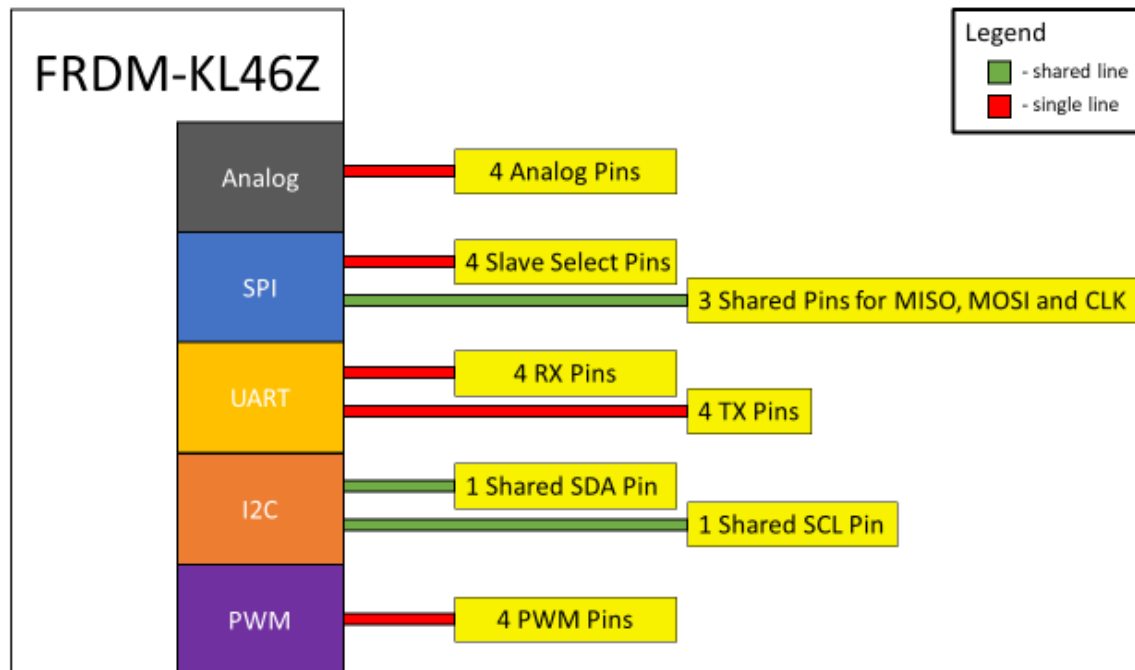 FRDM-KL46Z
Legend
- shared line
- single line
Analog
4 Analog Pins
SPI
4 Slave Select Pins
3 Shared Pins for MISO, MOSI and CLK
UART
4 RX Pins
4 TX Pins
I2C
1 Shared SDA Pin
1 Shared SCL Pin
PWM
4 PWM Pins